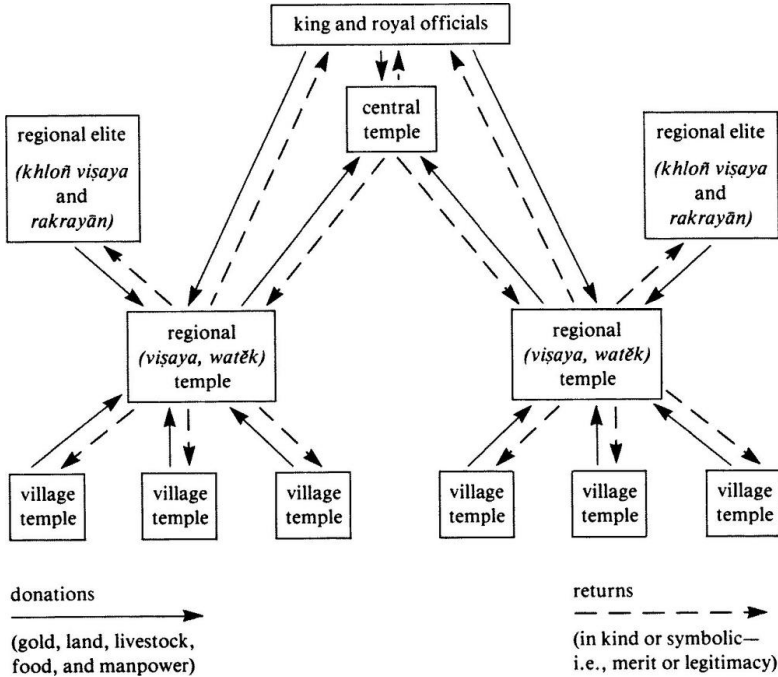 king and royal officials
central
temple
regional elite
(khloñ viṣaya
and
rakrayān)
regional elite
(khloñ viṣaya
and
rakrayān)
regional
(viṣaya, watĕk)
temple
regional
(viṣaya, watĕk)
temple
village
temple
village
temple
village
temple
village
temple
village
temple
village
temple
donations
(gold, land, livestock,
food, and manpower)
returns
(in kind or symbolic—
i.e., merit or legitimacy)